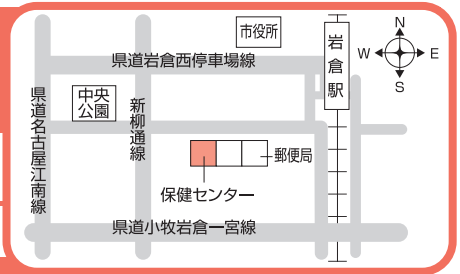 市役所
N
W
E
S
岩倉駅
県道岩倉西停車場線
中央
公園
新柳通線
県道名古屋江南線
郵便局
保健センター
県道小牧岩倉一宮線